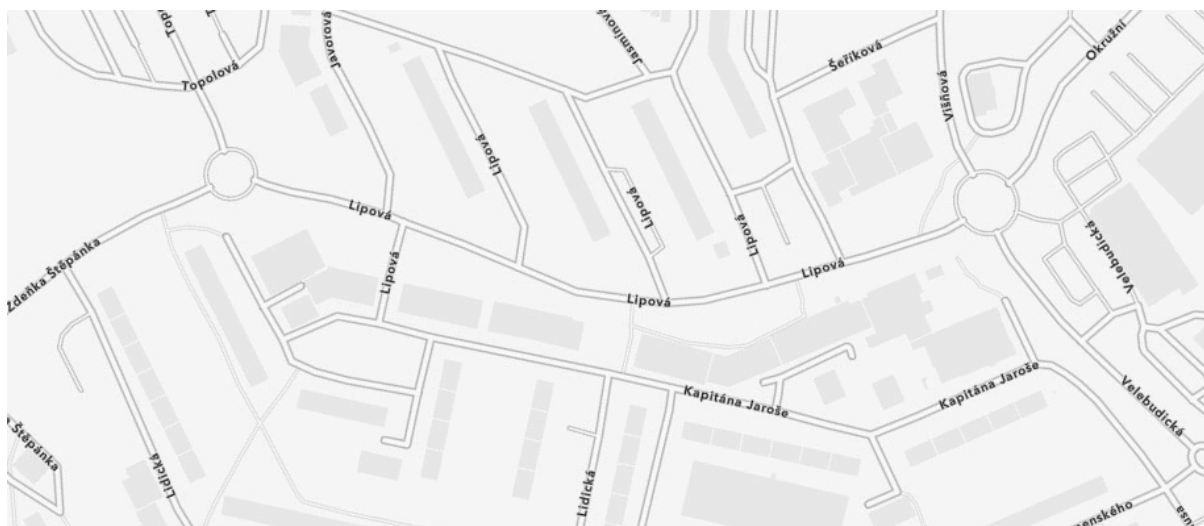 Topolová
Javorová
Jasmínová
Šeříková
Višňová
Okružní
Lipová
Lipová
Lipová
Lipová
Lipová
Lipová
Lipová
Zdeňka Štěpánka
Velebudická
Kapitána Jaroše
Kapitána Jaroše
Velebudická
Štěpánka
Lidická
Lidická